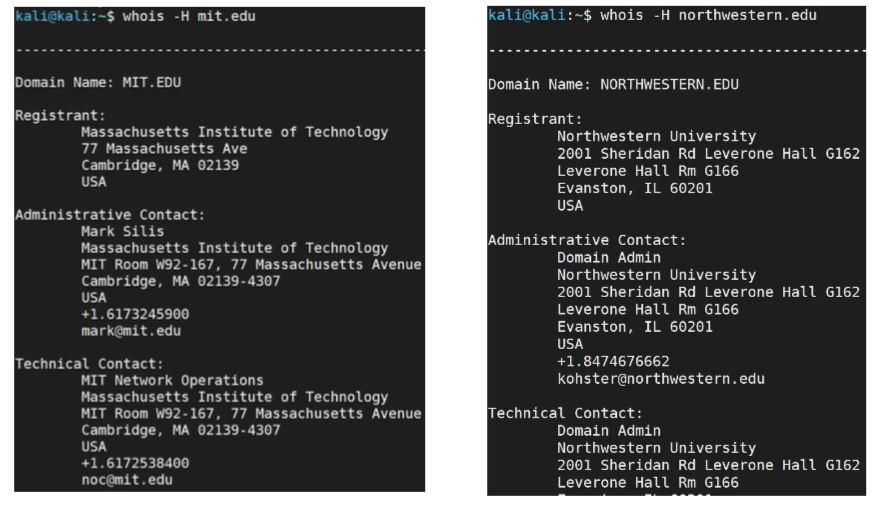 kali@kali:~$ whois -H mit.edu
-----------------------------------------------
Domain Name: MIT.EDU
Registrant:
Massachusetts Institute of Technology
77 Massachusetts Ave
Cambridge, MA 02139
USA
Administrative Contact:
Mark Silis
Massachusetts Institute of Technology
MIT Room W92-167, 77 Massachusetts Avenue
Cambridge, MA 02139-4307
USA
+1.6173245900
mark@mit.edu
Technical Contact:
MIT Network Operations
Massachusetts Institute of Technology
MIT Room W92-167, 77 Massachusetts Avenue
Cambridge, MA 02139-4307
USA
+1.6172538400
noc@mit.edu
kali@kali:~$ whois -H northwestern.edu
-------------------------------------------
Domain Name: NORTHWESTERN.EDU
Registrant:
Northwestern University
2001 Sheridan Rd Leverone Hall G162
Leverone Hall Rm G166
Evanston, IL 60201
USA
Administrative Contact:
Domain Admin
Northwestern University
2001 Sheridan Rd Leverone Hall G162
Leverone Hall Rm G166
Evanston, IL 60201
USA
+1.8474676662
kohster@northwestern.edu
Technical Contact:
Domain Admin
Northwestern University
2001 Sheridan Rd Leverone Hall G162
Leverone Hall Rm G166